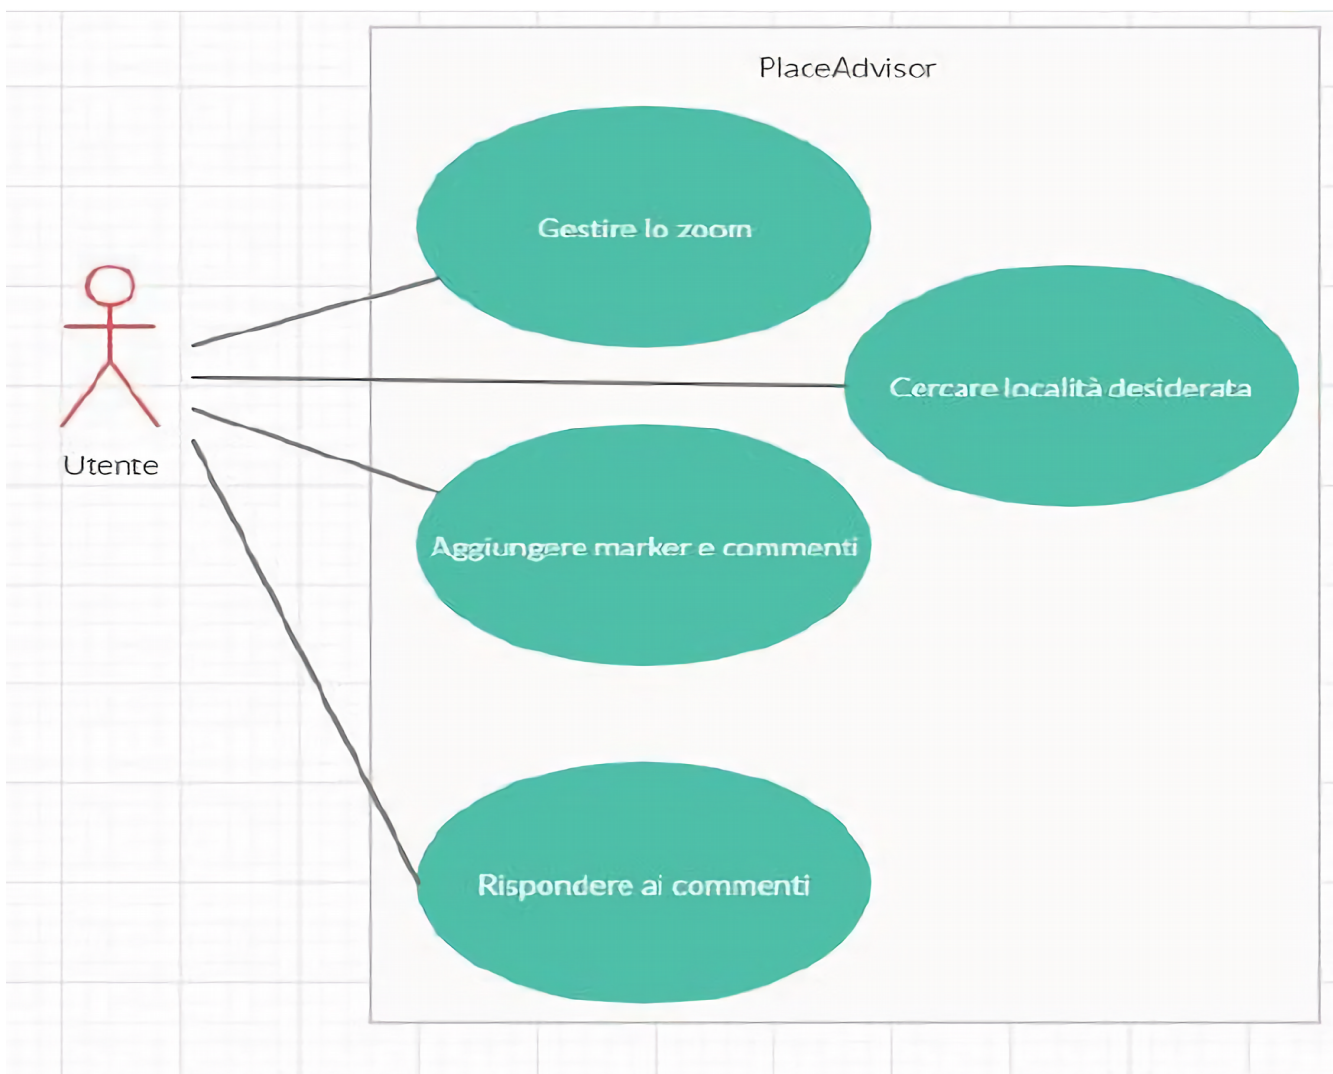 PlaceAdvisor
Gestire lo zoom
Cercare località desiderata
Utente
Aggiungere marker e commenti
Rispondere ai commenti